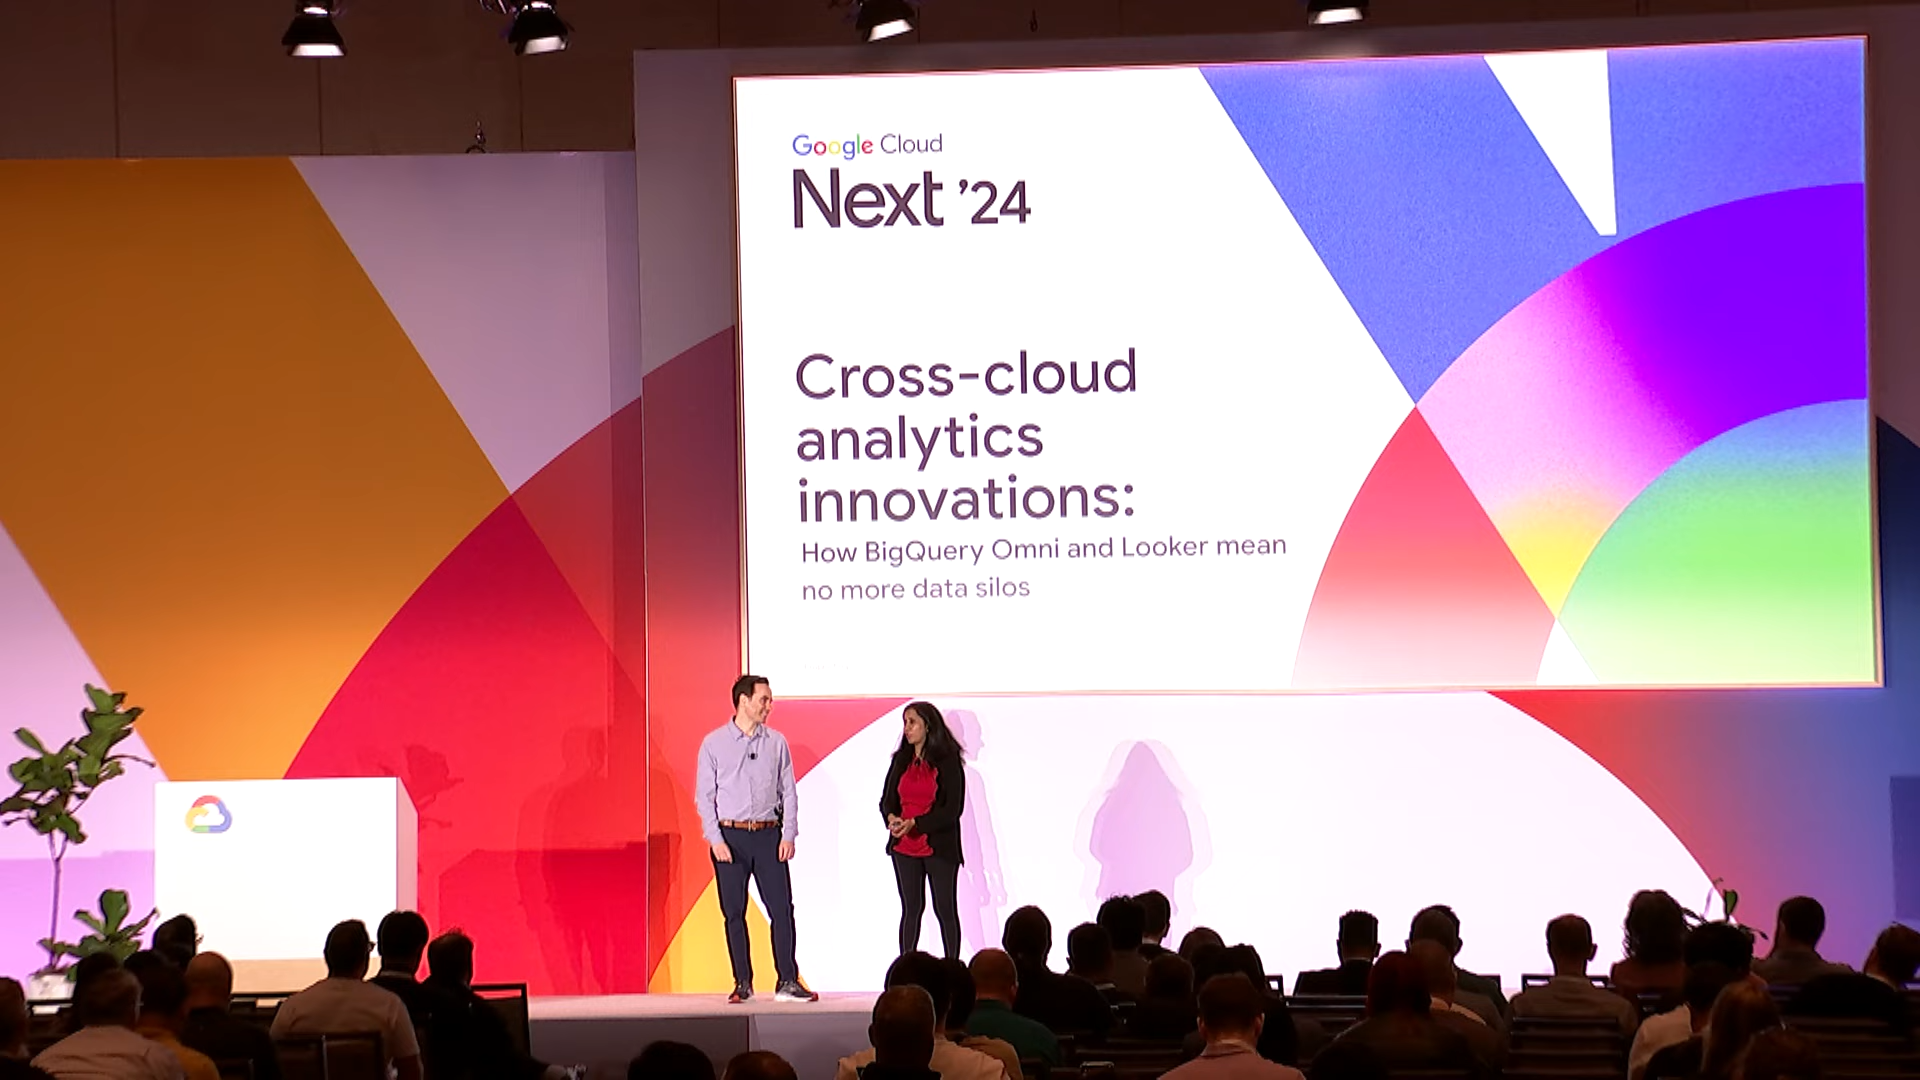 Google Cloud
Next ’24
Cross-cloud
analytics
innovations:
How BigQuery Omni and Looker mean
no more data silos